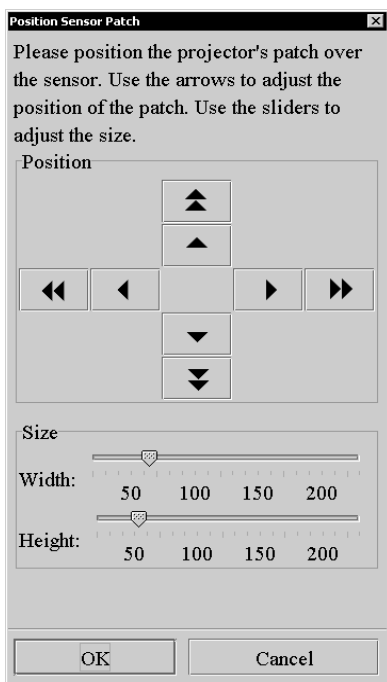 Position Sensor Patch
Please position the projector's patch over
the sensor. Use the arrows to adjust the
position of the patch. Use the sliders to
adjust the size.
Position
Size
Width:
50 100 150 200
Height:
50 100 150 200
OK Cancel